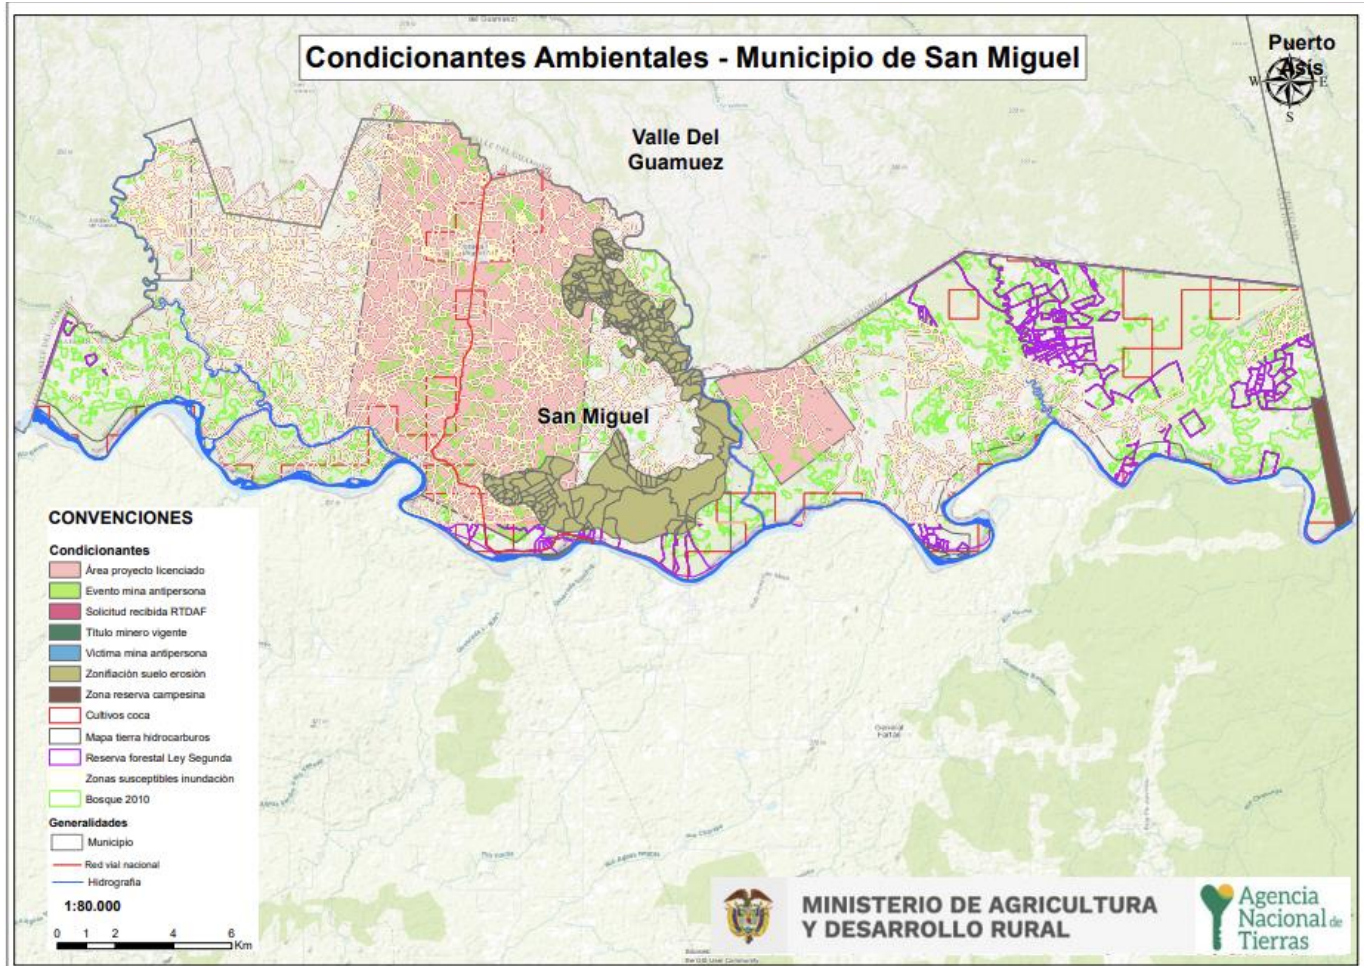 Condicionantes Ambientales - Municipio de San Miguel
Puerto
Asís
W
E
S
Valle Del
Guamuez
San Miguel
CONVENCIONES
Condicionantes
Área proyecto licenciado
Evento mina antipersona
Solicitud recibida RTDAF
Título minero vigente
Victima mina antipersona
Zonifiación suelo erosión
Zona reserva campesina
Cultivos coca
Mapa tierra hidrocarburos
Reserva forestal Ley Segunda
Zonas susceptibles inundación
Bosque 2010
Generalidades
Municipio
Red vial nacional
Hidrografía
1:80.000
0 1 2 4 6
Km
General
Farfán
MINISTERIO DE AGRICULTURA
Y DESARROLLO RURAL
Agencia
Nacional de
Tierras